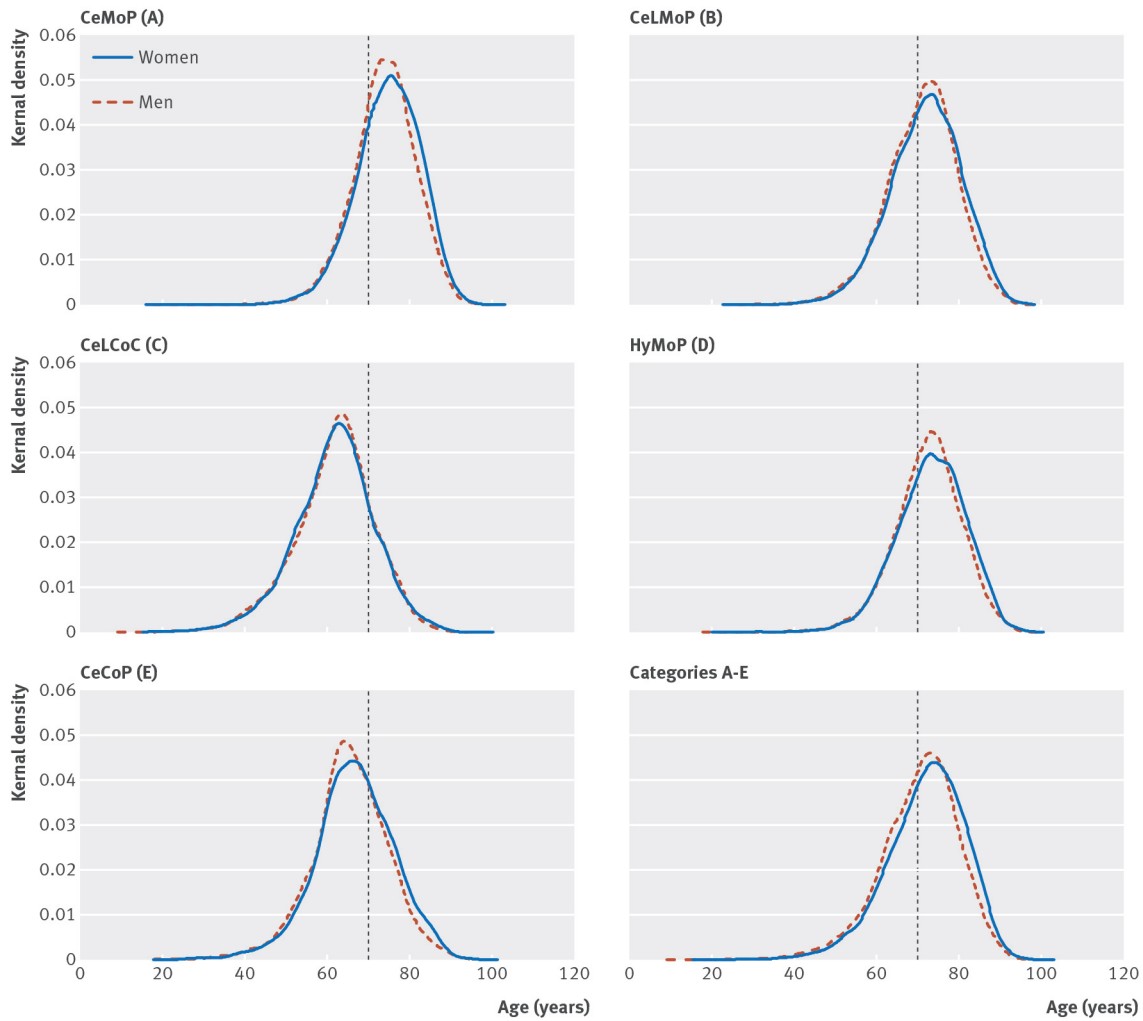 CeMoP (A)
CeLMoP (B)
Kernal density
0.06
0.05
0.04
0.03
0.02
0.01
0
Women
Men
CeLCoC (C)
HyMoP (D)
Kernal density
0.06
0.05
0.04
0.03
0.02
0.01
0
CeCoP (E)
Categories A-E
Kernal density
0.06
0.05
0.04
0.03
0.02
0.01
0
0 20 40 60 80 100 120
0 20 40 60 80 100 120
Age (years)
Age (years)